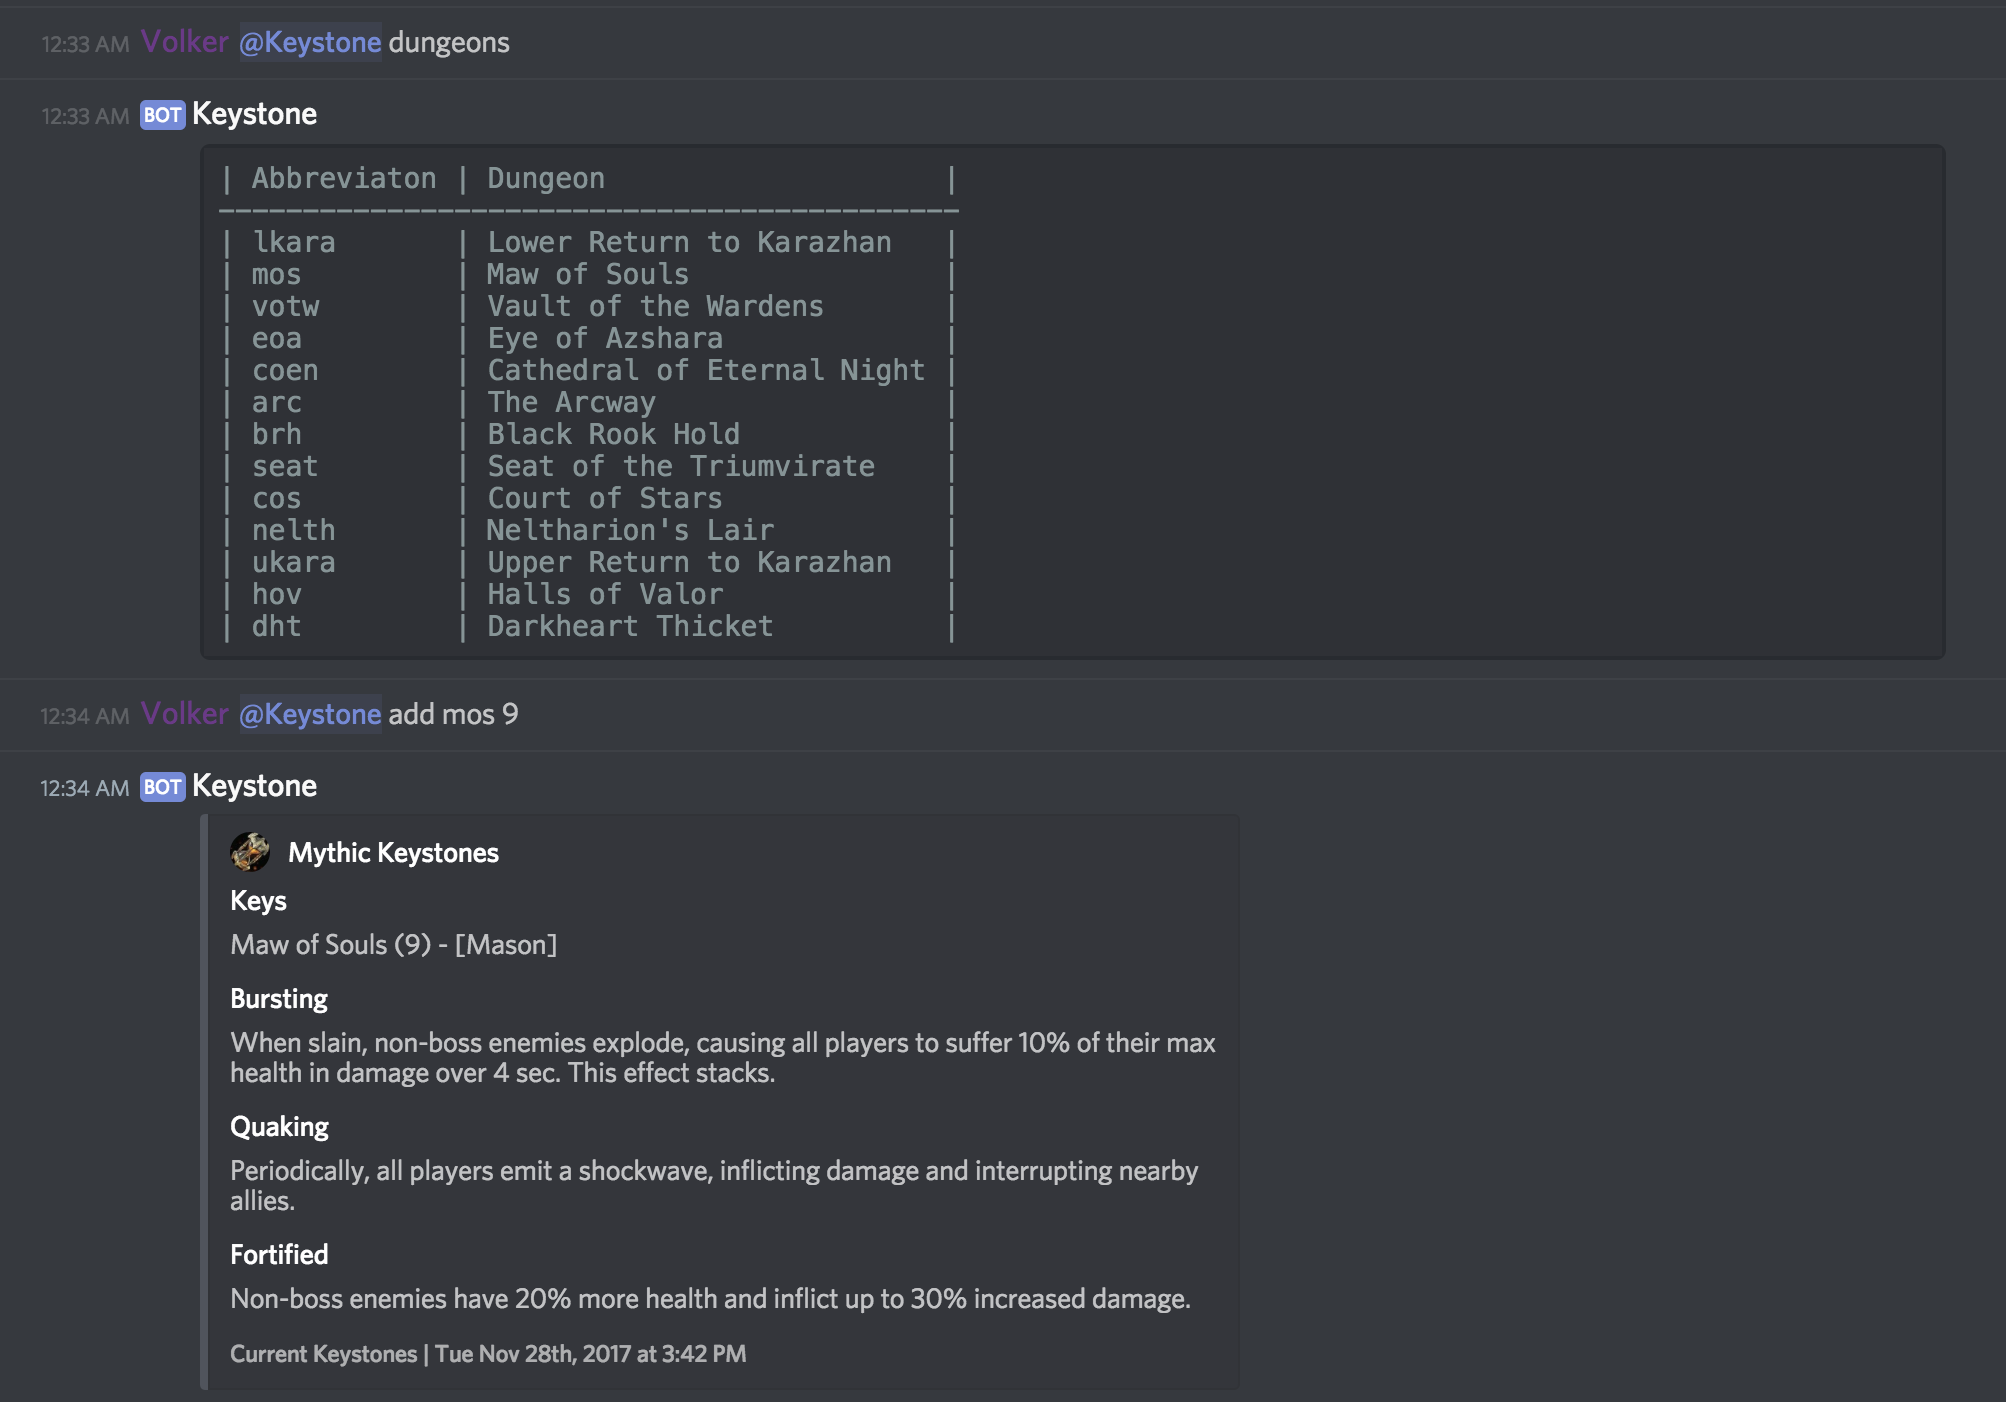 12:33 AM Volker @Keystone dungeons
12:33 AM BOT Keystone
| Abbreviaton | Dungeon                    |
--------------------------------------------
| lkara       | Lower Return to Karazhan   |
| mos         | Maw of Souls               |
| votw        | Vault of the Wardens       |
| eoa         | Eye of Azshara             |
| coen        | Cathedral of Eternal Night |
| arc         | The Arcway                 |
| brh         | Black Rook Hold            |
| seat        | Seat of the Triumvirate    |
| cos         | Court of Stars             |
| nelth       | Neltharion's Lair          |
| ukara       | Upper Return to Karazhan   |
| hov         | Halls of Valor             |
| dht         | Darkheart Thicket          |
12:34 AM Volker @Keystone add mos 9
12:34 AM BOT Keystone
Mythic Keystones
Keys
Maw of Souls (9) - [Mason]
Bursting
When slain, non-boss enemies explode, causing all players to suffer 10% of their max
health in damage over 4 sec. This effect stacks.
Quaking
Periodically, all players emit a shockwave, inflicting damage and interrupting nearby
allies.
Fortified
Non-boss enemies have 20% more health and inflict up to 30% increased damage.
Current Keystones | Tue Nov 28th, 2017 at 3:42 PM